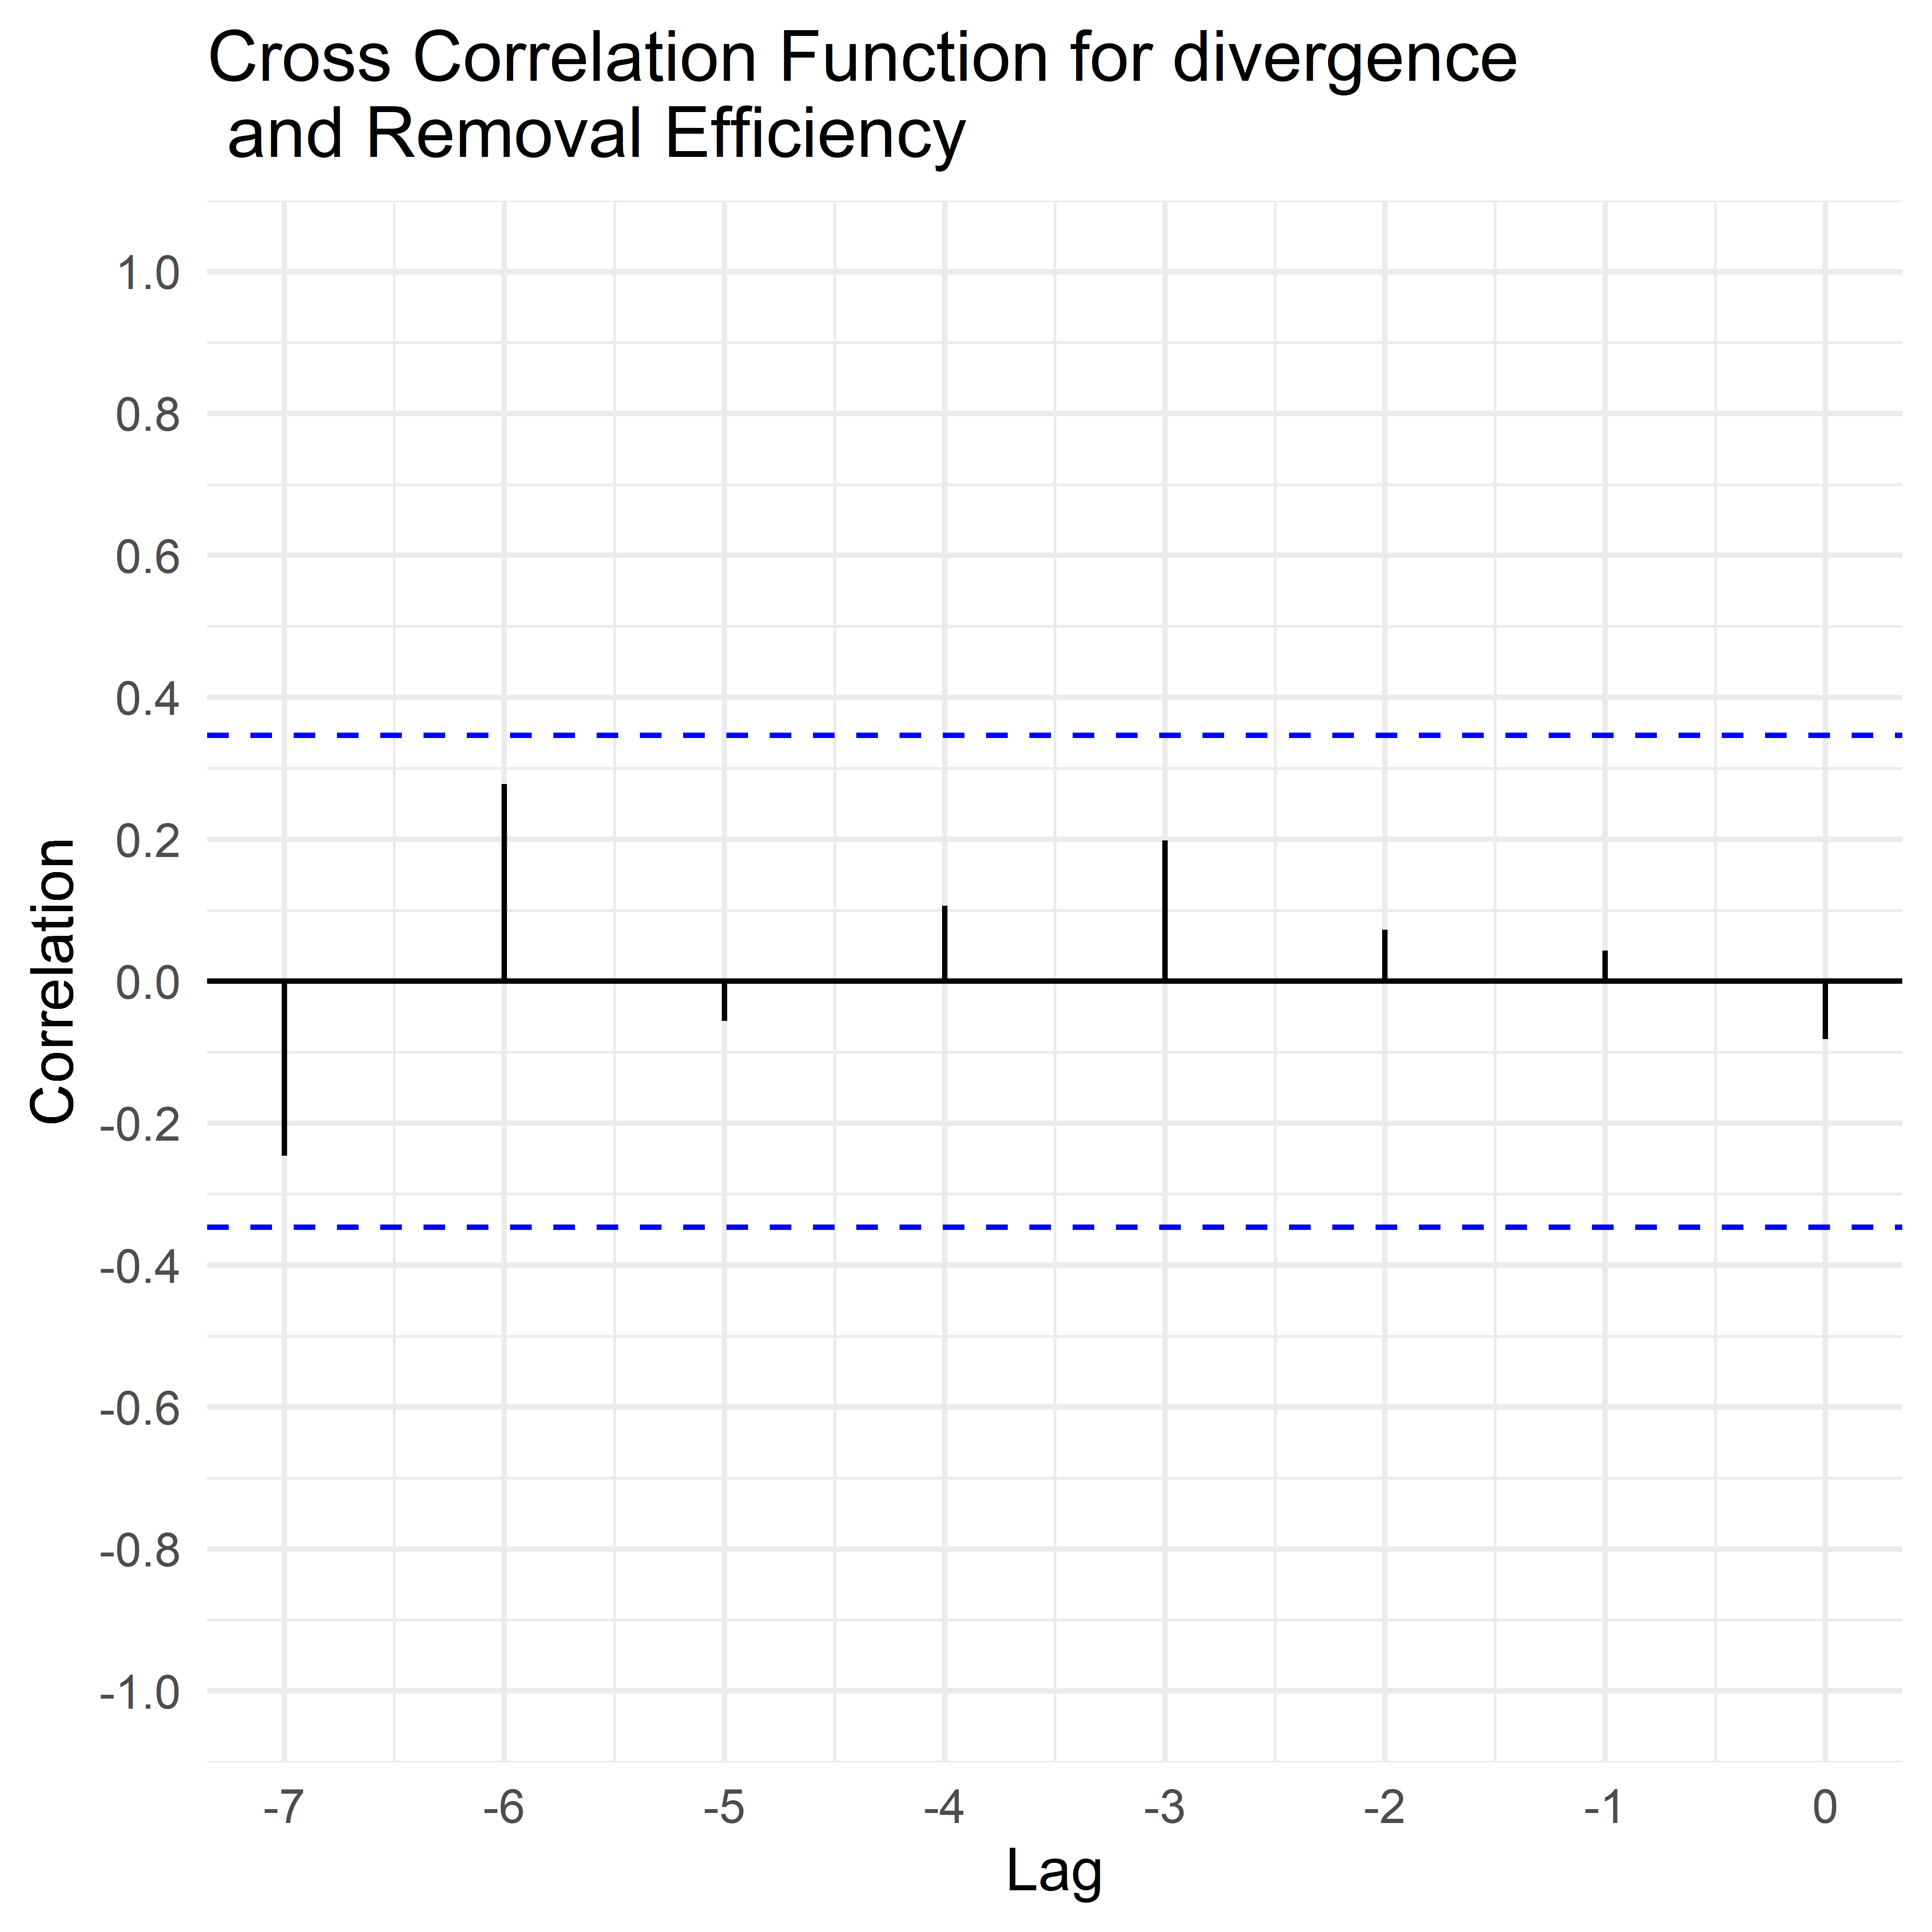 Cross Correlation Function for divergence
and Removal Efficiency
1.0
0.8
0.6
0.4
0.2
0.0
-0.2
-0.4
-0.6
-0.8
-1.0
Correlation
-7 -6 -5 -4 -3 -2 -1 0
Lag